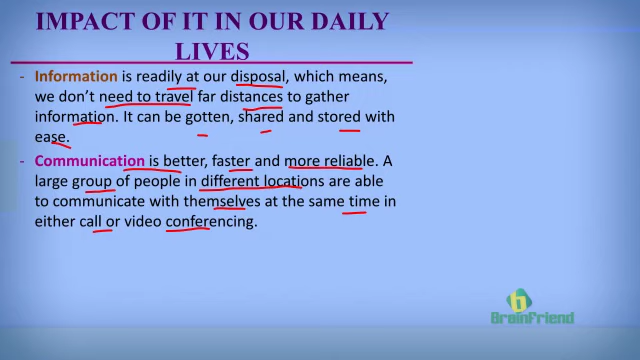 IMPACT OF IT IN OUR DAILY
LIVES
- Information is readily at our disposal, which means,
we don't need to travel far distances to gather
information. It can be gotten, shared and stored with
ease.
- Communication is better, faster and more reliable. A
large group of people in different locations are able
to communicate with themselves at the same time in
either call or video conferencing.
b
BrainFriend